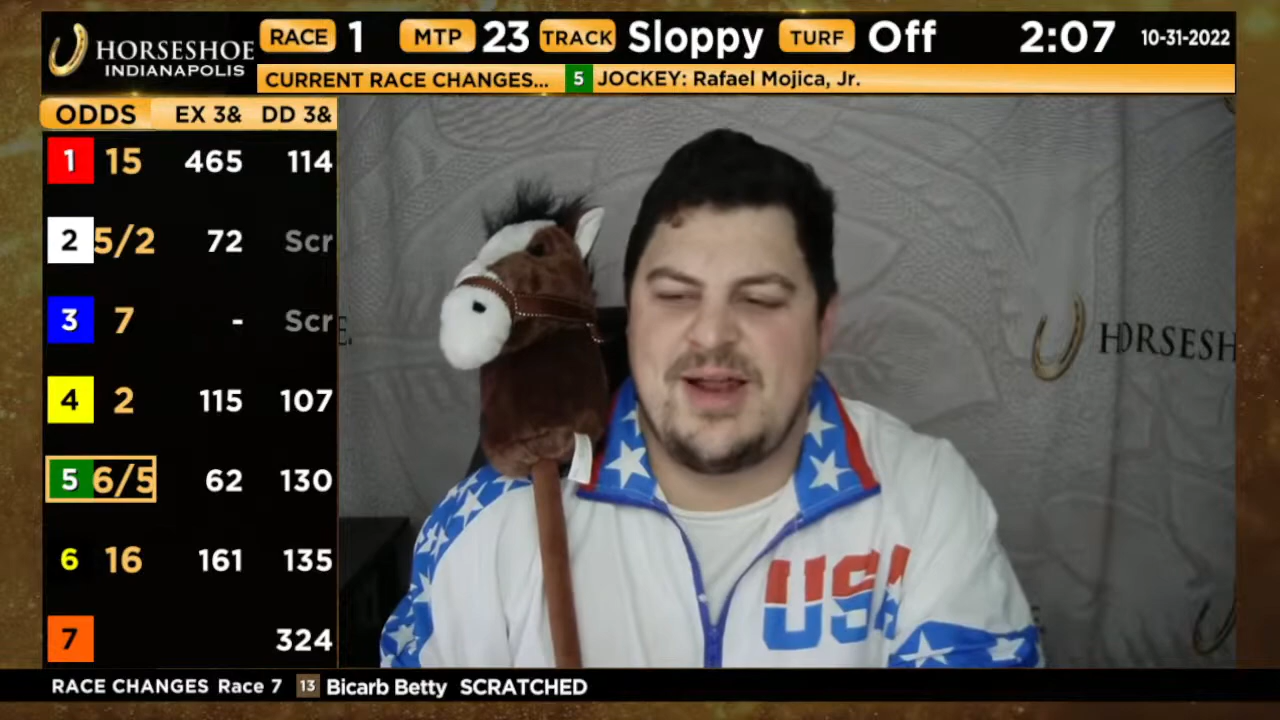 HORSESHOE
INDIANAPOLIS
RACE 1 MTP 23 TRACK Sloppy TURF Off 2:07 10-31-2022
CURRENT RACE CHANGES... 5 JOCKEY: Rafael Mojica, Jr.
ODDS EX 3& DD 3&
1 15 465 114
2 5/2 72 Scr
3 7 - Scr
4 2 115 107
5 6/5 62 130
6 16 161 135
7 324
HORSESH
USA
RACE CHANGES Race 7 13 Bicarb Betty SCRATCHED